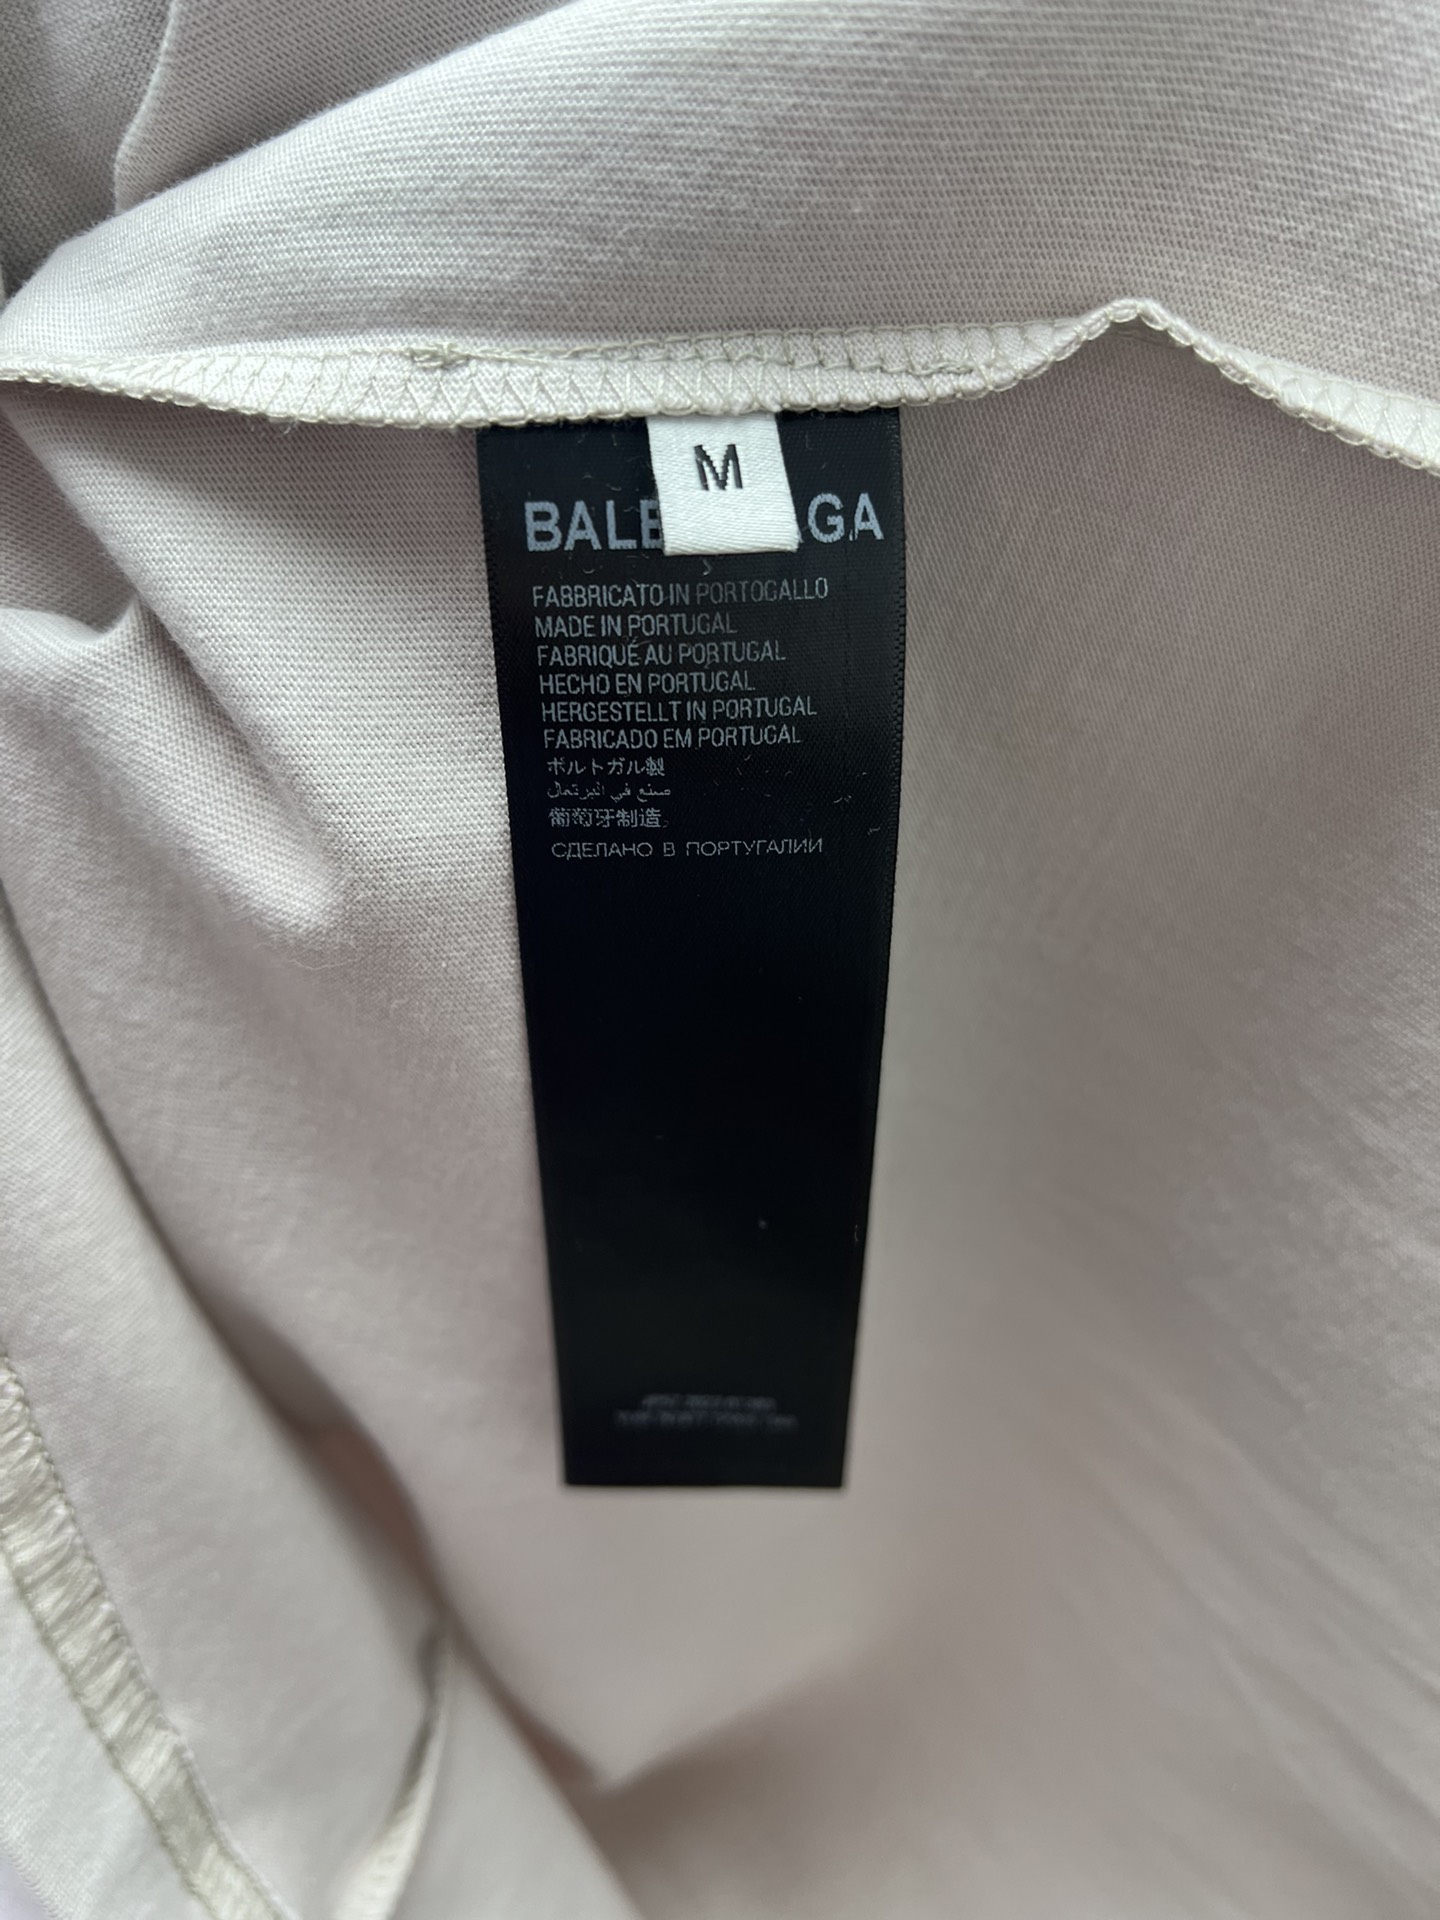 M
BALE AGA
FABBRICATO IN PORTOGALLO
MADE IN PORTUGAL
FABRIQUÉ AU PORTUGAL
HECHO EN PORTUGAL
HERGESTELLT IN PORTUGAL
FABRICADO EM PORTUGAL
ポルトガル製
صنع في البرتغال
葡萄牙制造
СДЕЛАНО В ПОРТУГАЛИИ